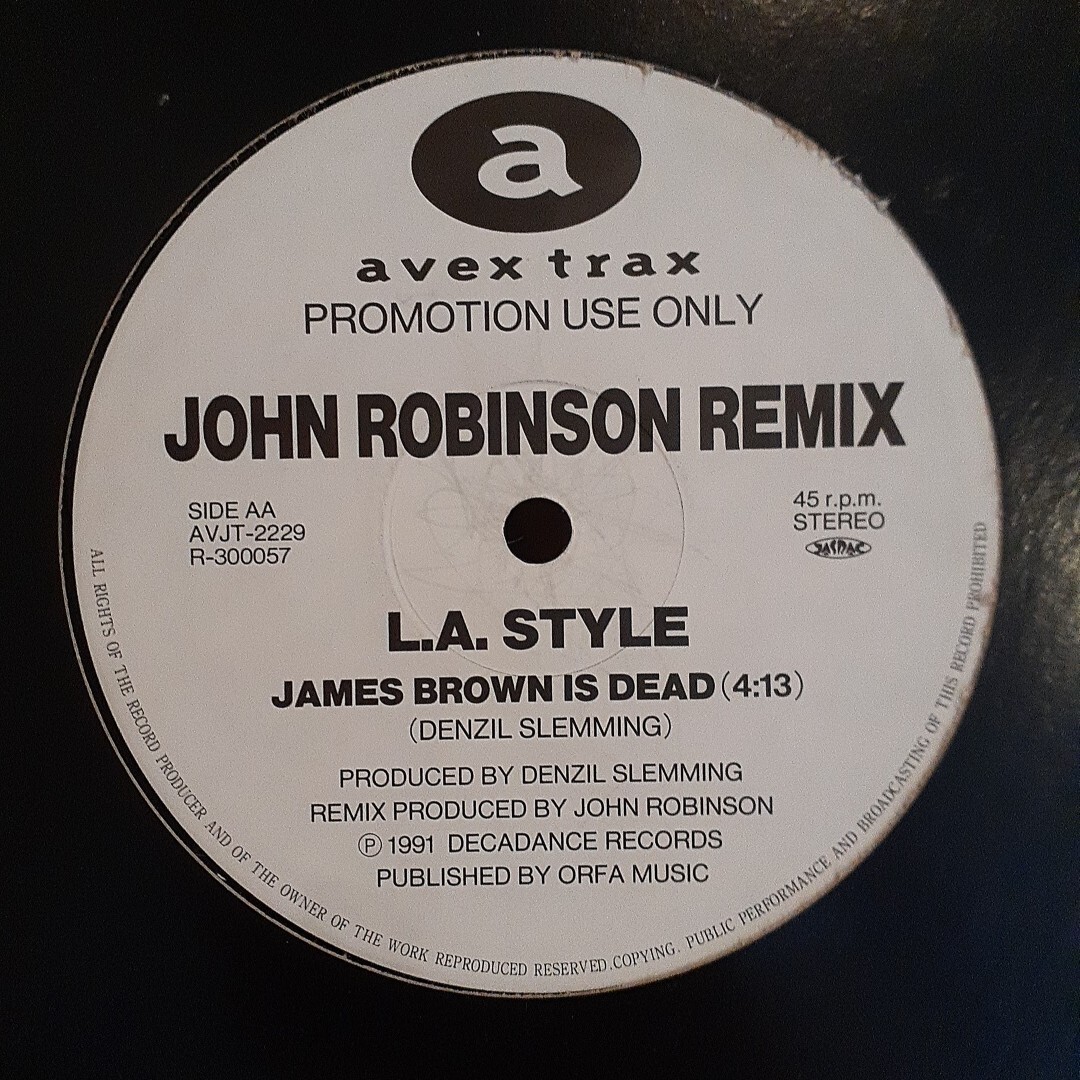 a
avex trax
PROMOTION USE ONLY
JOHN ROBINSON REMIX
SIDE AA
AVJT-2229
R-300057
45 r.p.m.
STEREO
JASRAC
L.A. STYLE
JAMES BROWN IS DEAD (4:13)
(DENZIL SLEMMING)
PRODUCED BY DENZIL SLEMMING
REMIX PRODUCED BY JOHN ROBINSON
Ⓟ 1991 DECADANCE RECORDS
PUBLISHED BY ORFA MUSIC
ALL RIGHTS OF THE RECORD PRODUCER AND OF THE OWNER OF THE WORK REPRODUCED RESERVED.COPYING. PUBLIC PERFORMANCE AND BROADCASTING OF THIS RECORD PROHIBITED